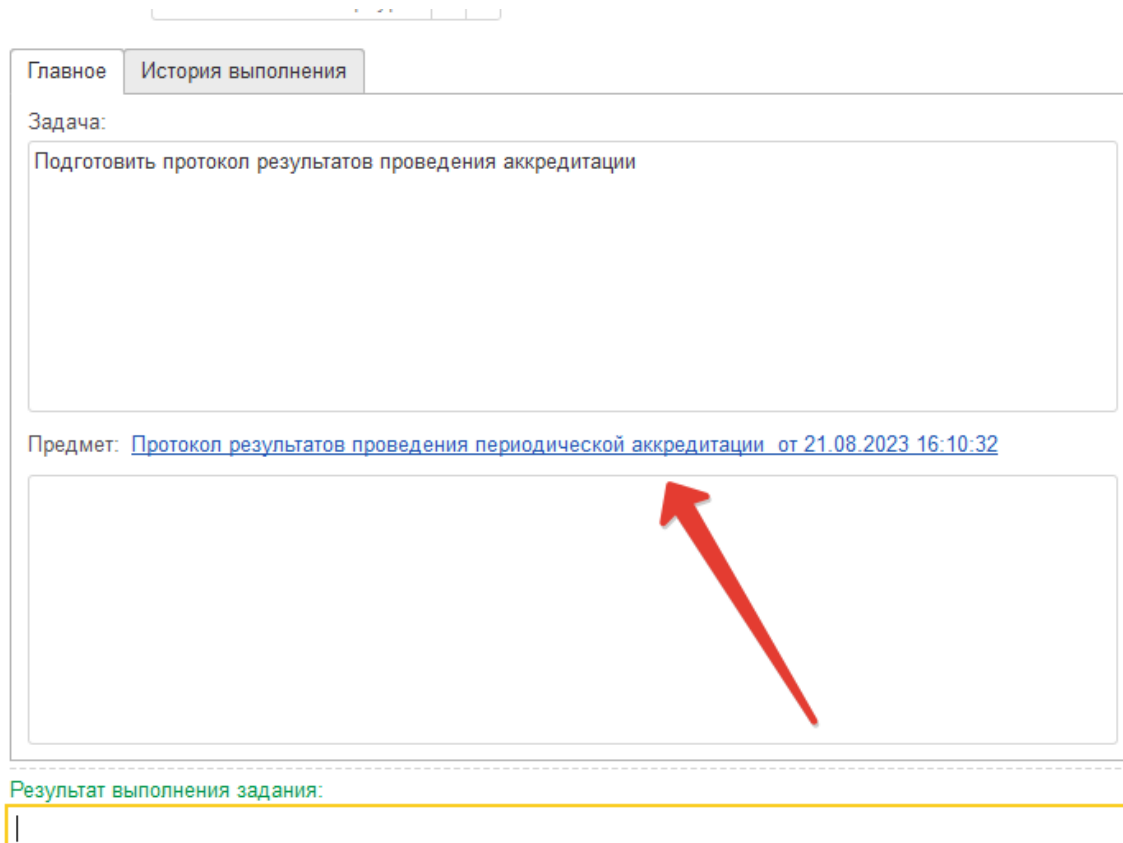 Главное
История выполнения
Задача:
Подготовить протокол результатов проведения аккредитации
Предмет: Протокол результатов проведения периодической аккредитации от 21.08.2023 16:10:32
Результат выполнения задания: